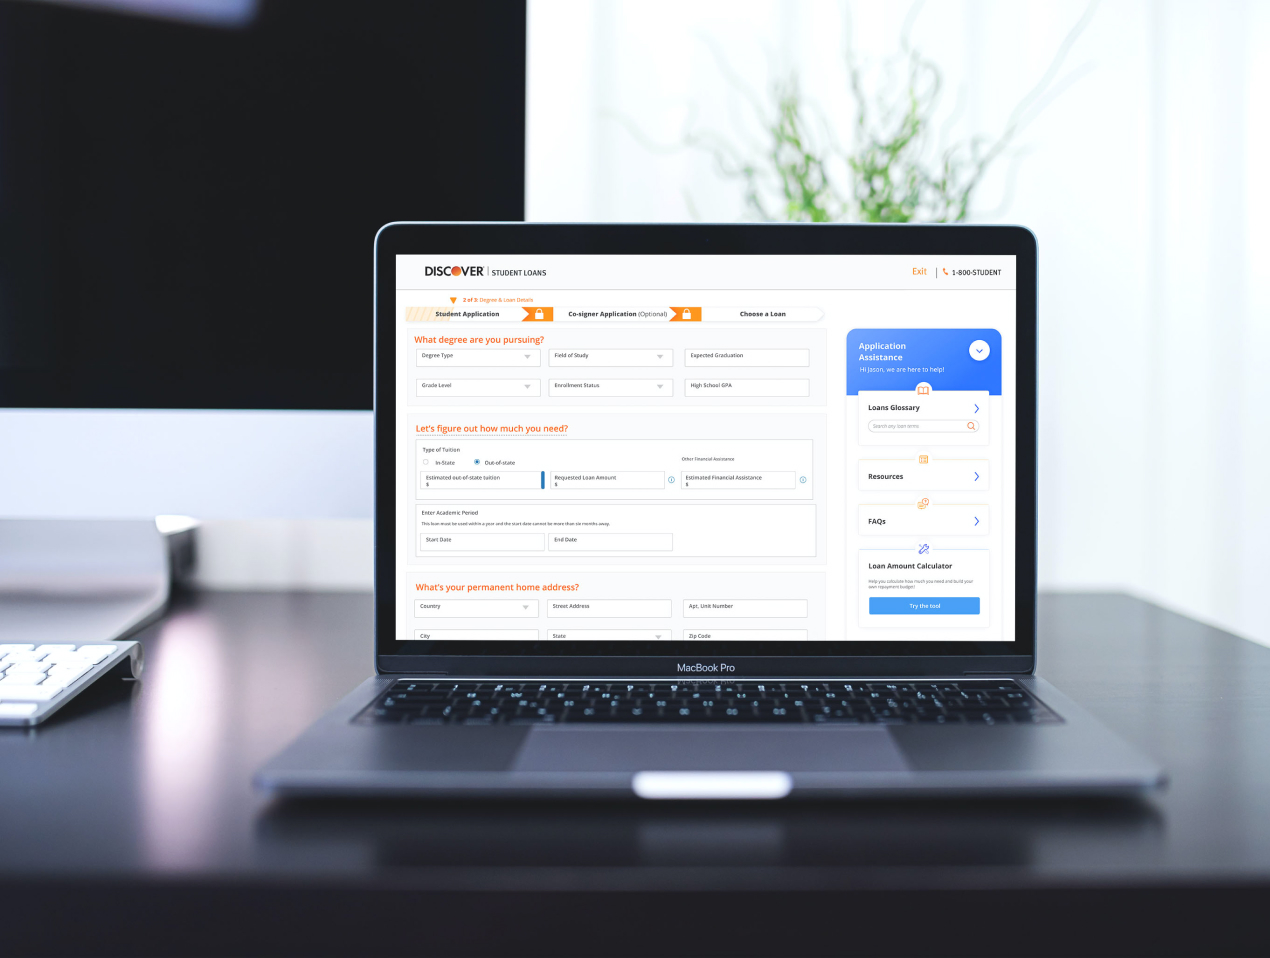 DISCOVER | STUDENT LOANS
Exit | 1-800-STUDENT
2 of 3: Degree & Loan Details
Student Application
Co-signer Application (Optional)
Choose a Loan
What degree are you pursuing?
Degree Type
Field of Study
Expected Graduation
Grade Level
Enrollment Status
High School GPA
Let's figure out how much you need?
Type of Tuition
In-State
Out-of-state
Other Financial Assistance
Estimated out-of-state tuition
$
Requested Loan Amount
$
Estimated Financial Assistance
$
Enter Academic Period
This loan must be used within a year and the start date cannot be more than six months away.
Start Date
End Date
What's your permanent home address?
Country
Street Address
Apt, Unit Number
City
State
Zip Code
Application
Assistance
Hi Jason, we are here to help!
Loans Glossary
Search any loan terms
Resources
FAQs
Loan Amount Calculator
Help you calculate how much you need and build your
own repayment budget!
Try the tool
MacBook Pro